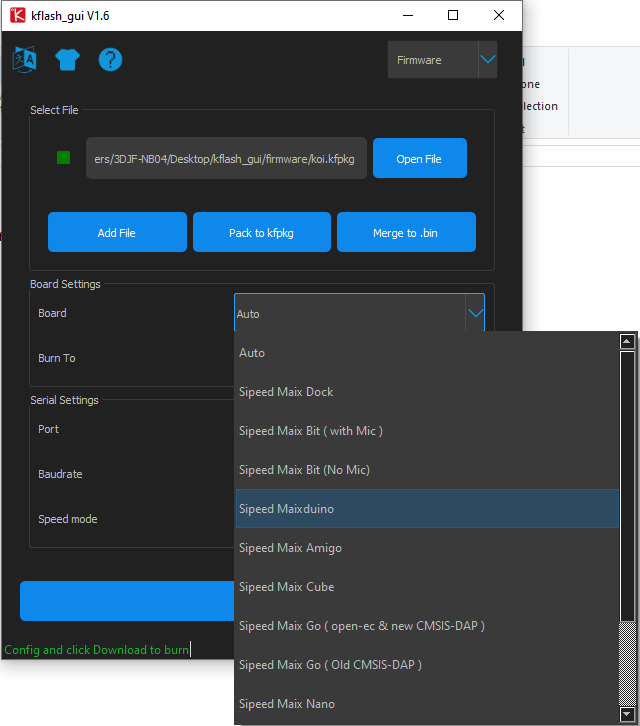 kflash_gui V1.6
Firmware
one
lection
Select File
ers/3DJF-NB04/Desktop/kflash_gui/firmware/koi.kfpkg
Open File
Add File
Pack to kfpkg
Merge to .bin
Board Settings
Board
Auto
Burn To
Auto
Sipeed Maix Dock
Sipeed Maix Bit ( with Mic )
Sipeed Maix Bit (No Mic)
Sipeed Maixduino
Sipeed Maix Amigo
Sipeed Maix Cube
Sipeed Maix Go ( open-ec & new CMSIS-DAP )
Sipeed Maix Go ( Old CMSIS-DAP )
Sipeed Maix Nano
Serial Settings
Port
Baudrate
Speed mode
Config and click Download to burn